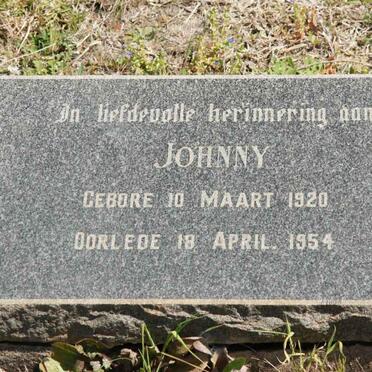 In liefdevolle herinnering aan
JOHNNY
GEBORE 10 MAART 1920
OORLEDE 18 APRIL. 1954